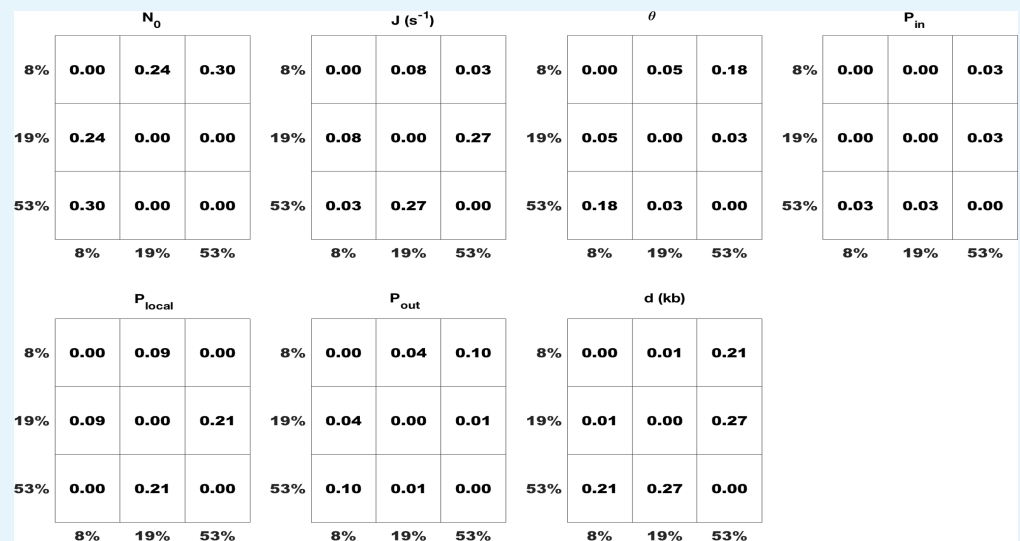 N0 J (s-1) θ Pin
8% 0.00 0.24 0.30 8% 0.00 0.08 0.03 8% 0.00 0.05 0.18 8% 0.00 0.00 0.03
19% 0.24 0.00 0.00 19% 0.08 0.00 0.27 19% 0.05 0.00 0.03 19% 0.00 0.00 0.03
53% 0.30 0.00 0.00 53% 0.03 0.27 0.00 53% 0.18 0.03 0.00 53% 0.03 0.03 0.00
8% 19% 53% 8% 19% 53% 8% 19% 53% 8% 19% 53%
Plocal Pout d (kb)
8% 0.00 0.09 0.00 8% 0.00 0.04 0.10 8% 0.00 0.01 0.21
19% 0.09 0.00 0.21 19% 0.04 0.00 0.01 19% 0.01 0.00 0.27
53% 0.00 0.21 0.00 53% 0.10 0.01 0.00 53% 0.21 0.27 0.00
8% 19% 53% 8% 19% 53% 8% 19% 53%